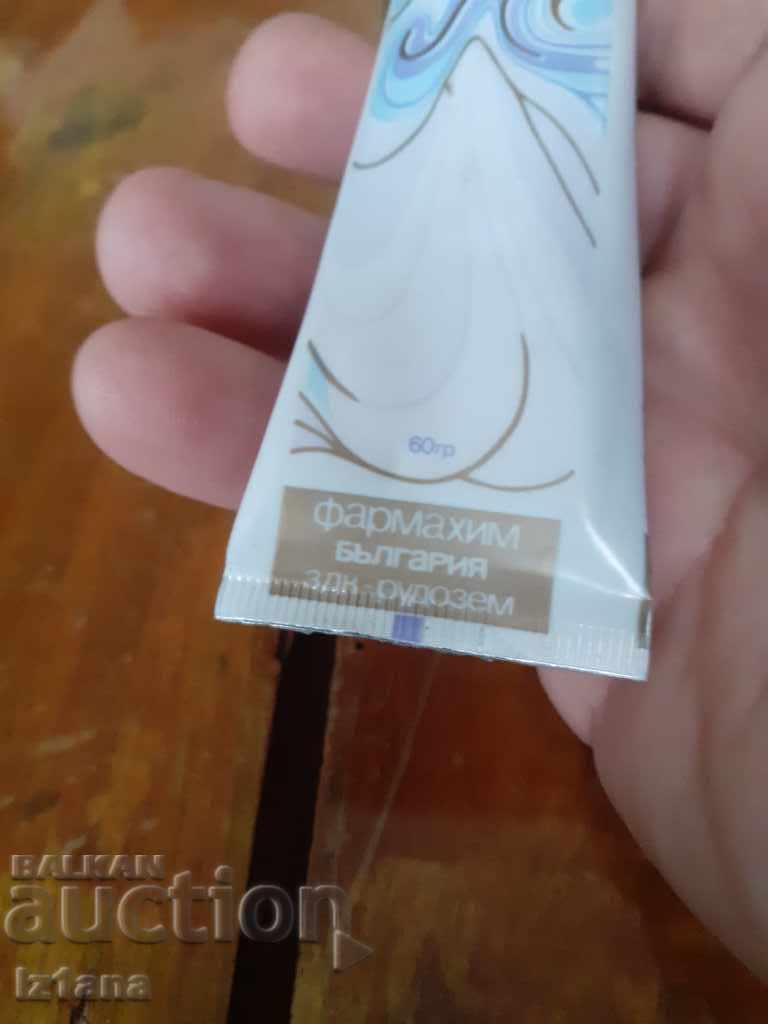 60гр
фармахим
БЪЛГАРИЯ
здк рудозем
BALKAN
auction
Iz1ana